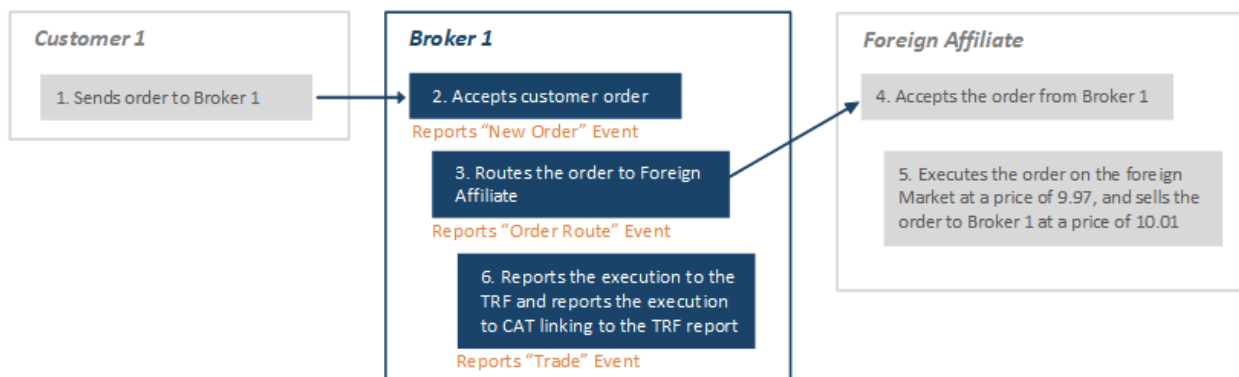 Customer 1
1. Sends order to Broker 1
Broker 1
2. Accepts customer order
Reports “New Order” Event
3. Routes the order to Foreign
Affiliate
Reports “Order Route” Event
6. Reports the execution to the
TRF and reports the execution
to CAT linking to the TRF report
Reports “Trade” Event
Foreign Affiliate
4. Accepts the order from Broker 1
5. Executes the order on the foreign
Market at a price of 9.97, and sells the
order to Broker 1 at a price of 10.01